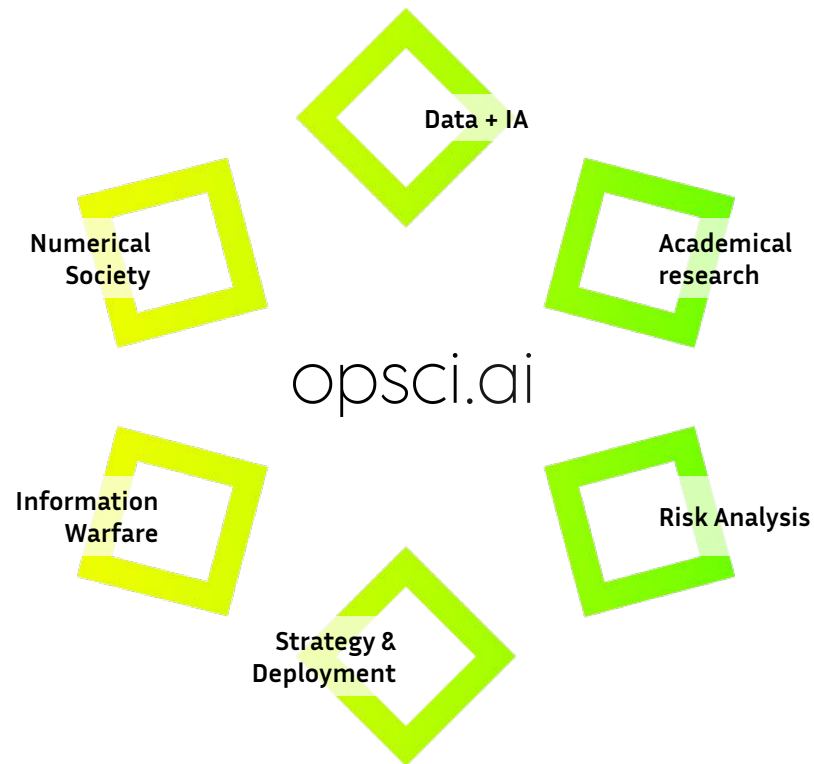 Data + IA
Numerical
Society
Academical
research
opsci.ai
Information
Warfare
Risk Analysis
Strategy &
Deployment